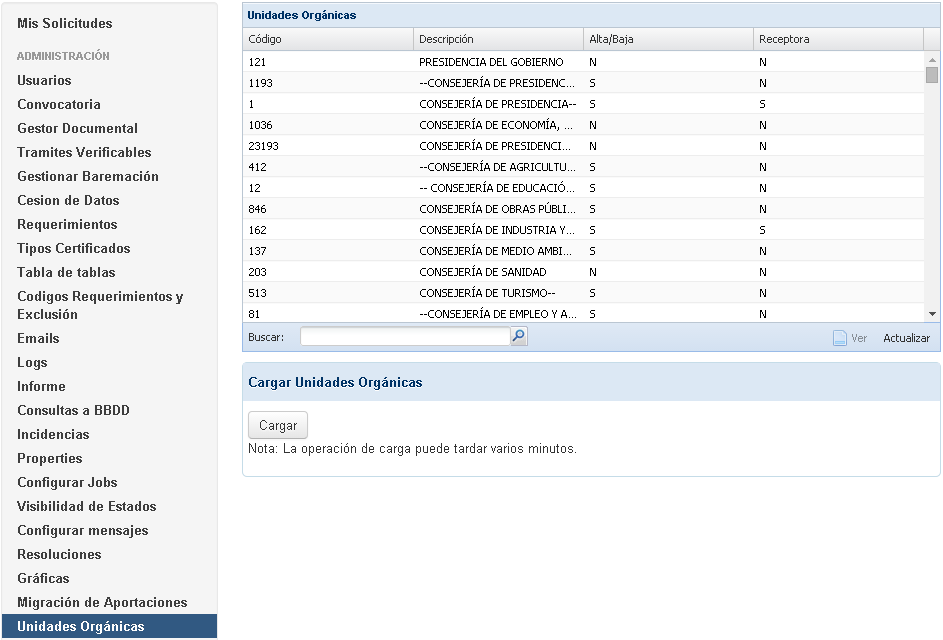 Mis Solicitudes
ADMINISTRACIÓN
Usuarios
Convocatoria
Gestor Documental
Tramites Verificables
Gestionar Baremación
Cesion de Datos
Requerimientos
Tipos Certificados
Tabla de tablas
Codigos Requerimientos y
Exclusión
Emails
Logs
Informe
Consultas a BBDD
Incidencias
Properties
Configurar Jobs
Visibilidad de Estados
Configurar mensajes
Resoluciones
Gráficas
Migración de Aportaciones
Unidades Orgánicas
Unidades Orgánicas
Código Descripción Alta/Baja Receptora
121 PRESIDENCIA DEL GOBIERNO N N
1193 --CONSEJERÍA DE PRESIDENC... S N
1 CONSEJERÍA DE PRESIDENCIA-- S S
1036 CONSEJERÍA DE ECONOMÍA, ... N N
23193 CONSEJERÍA DE PRESIDENCI... N N
412 --CONSEJERÍA DE AGRICULTU... S N
12 -- CONSEJERÍA DE EDUCACIÓ... S N
846 CONSEJERÍA DE OBRAS PÚBLI... S N
162 CONSEJERÍA DE INDUSTRIA Y... S S
137 CONSEJERÍA DE MEDIO AMBI... S N
203 CONSEJERÍA DE SANIDAD N N
513 CONSEJERÍA DE TURISMO-- S N
81 --CONSEJERÍA DE EMPLEO Y A... S N
Buscar: Ver Actualizar
Cargar Unidades Orgánicas
Cargar
Nota: La operación de carga puede tardar varios minutos.